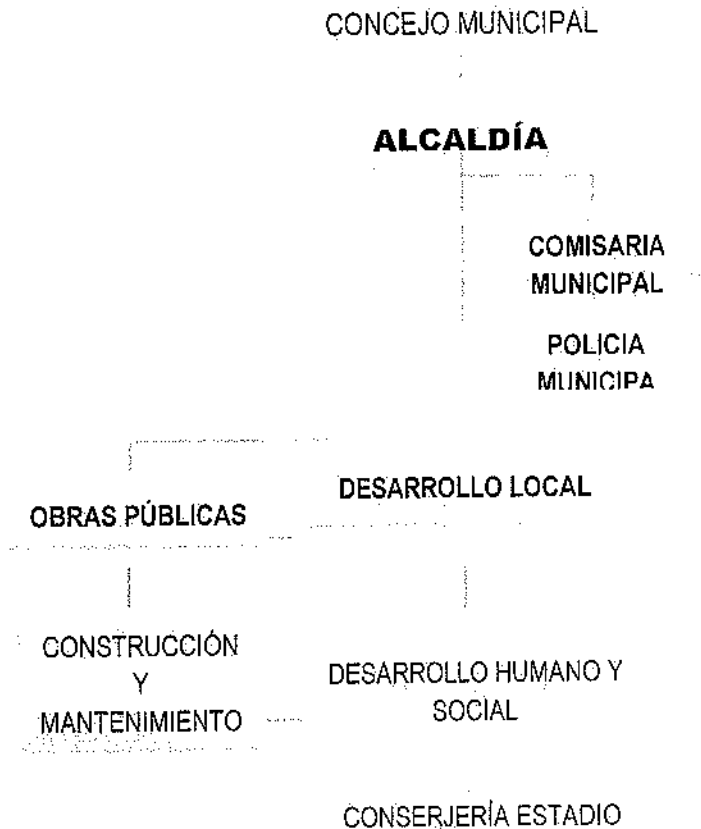 CONCEJO MUNICIPAL
ALCALDÍA
COMISARIA
MUNICIPAL
POLICIA
MUNICIPA
OBRAS PÚBLICAS
DESARROLLO LOCAL
CONSTRUCCIÓN
Y
MANTENIMIENTO
DESARROLLO HUMANO Y
SOCIAL
CONSERJERÍA ESTADIO